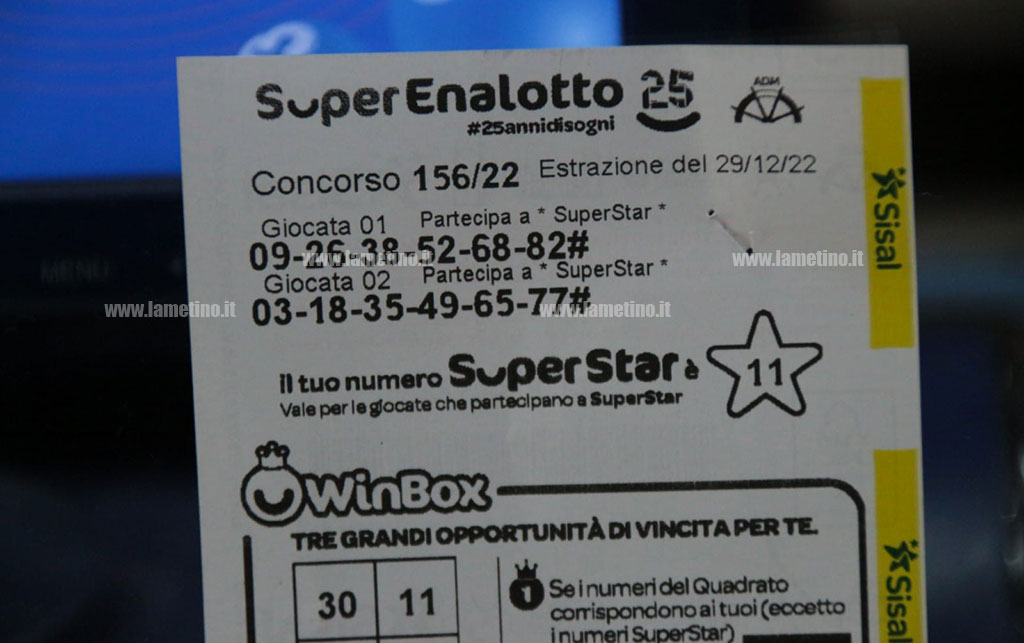 SuperEnalotto 25 ADM
#25annidisogni
Concorso 156/22 Estrazione del 29/12/22
Giocata 01 Partecipa a * SuperStar *
09-26-38-52-68-82#
www.lametino.it www.lametino.it
Giocata 02 Partecipa a * SuperStar *
03-18-35-49-65-77#
www.lametino.it www.lametino.it
il tuo numero SuperStar è 11
Vale per le giocate che partecipano a SuperStar
WinBox
TRE GRANDI OPPORTUNITÀ DI VINCITA PER TE.
30 11
1 Se i numeri del Quadrato
corrispondono ai tuoi (eccetto
i numeri SuperStar)
Sisal
Sisal
MENU